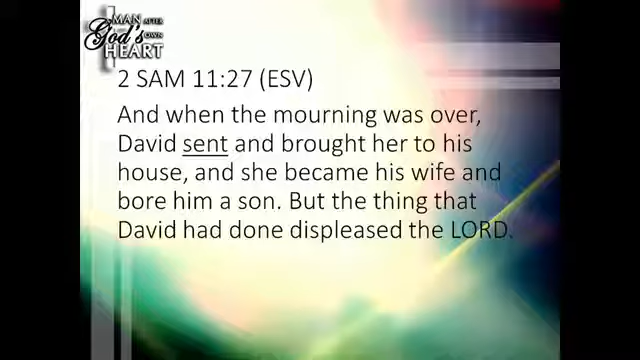 A MAN AFTER
God's OWN
HEART
2 SAM 11:27 (ESV)
And when the mourning was over,
David sent and brought her to his
house, and she became his wife and
bore him a son. But the thing that
David had done displeased the LORD.